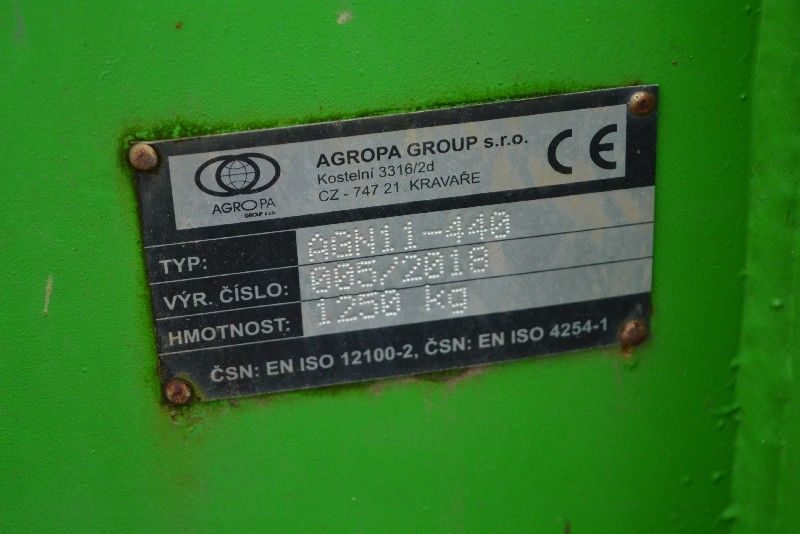 AGROPA
GROUP s.r.o.
AGROPA GROUP s.r.o.
Kostelní 3316/2d
CZ - 747 21 KRAVAŘE
CE
TYP: AGN11-440
VÝR. ČÍSLO: 005/2018
HMOTNOST: 1250 kg
ČSN: EN ISO 12100-2, ČSN: EN ISO 4254-1